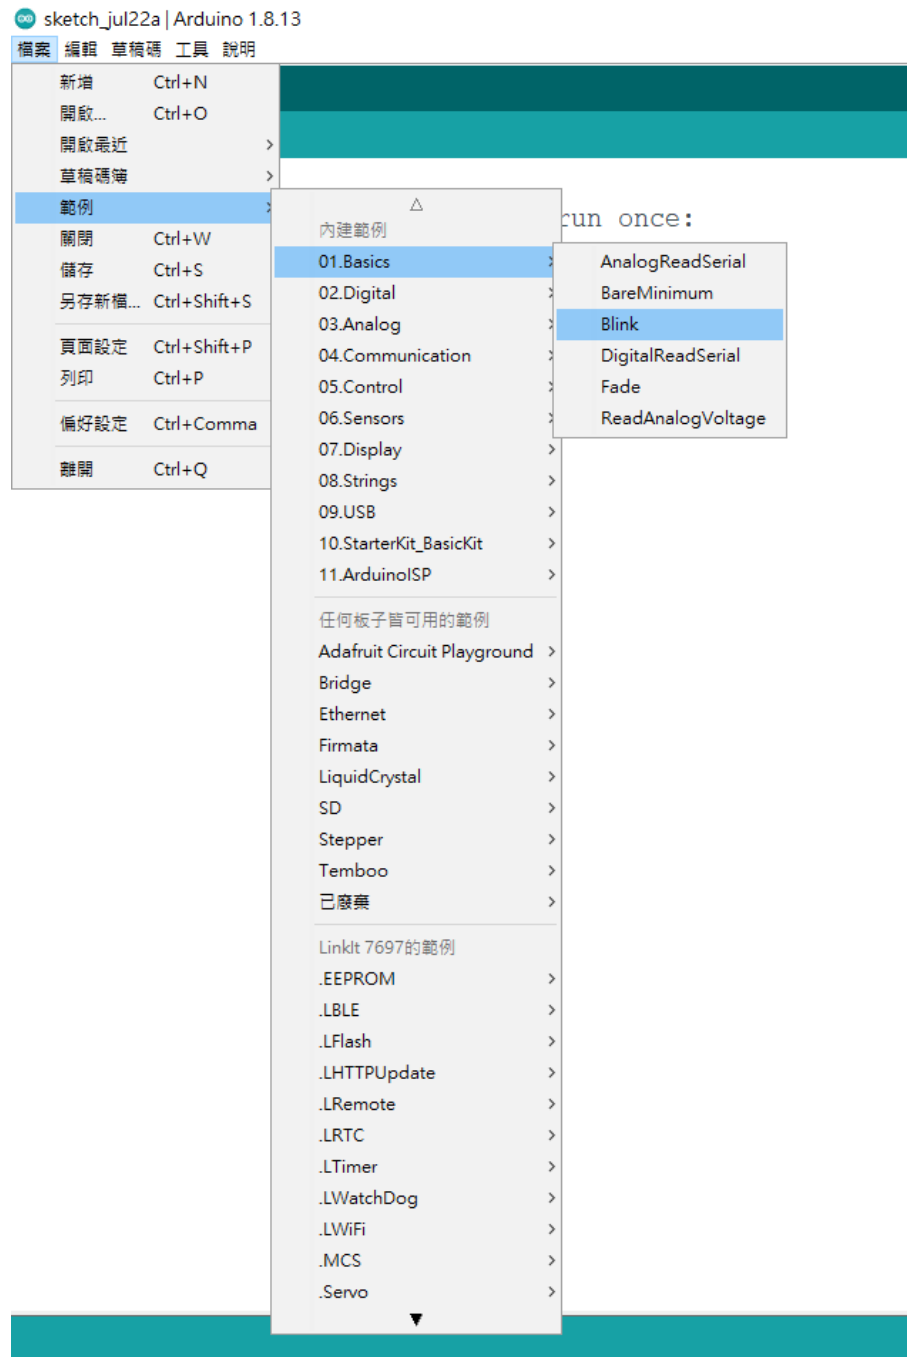 sketch_jul22a | Arduino 1.8.13
檔案 編輯 草稿碼 工具 說明
新增 Ctrl+N
開啟... Ctrl+O
開啟最近
草稿碼簿
範例
關閉 Ctrl+W
儲存 Ctrl+S
另存新檔... Ctrl+Shift+S
頁面設定 Ctrl+Shift+P
列印 Ctrl+P
偏好設定 Ctrl+Comma
離開 Ctrl+Q
run once:
內建範例
01.Basics
02.Digital
03.Analog
04.Communication
05.Control
06.Sensors
07.Display
08.Strings
09.USB
10.StarterKit_BasicKit
11.ArduinoISP
任何板子皆可用的範例
Adafruit Circuit Playground
Bridge
Ethernet
Firmata
LiquidCrystal
SD
Stepper
Temboo
已廢棄
LinkIt 7697的範例
.EEPROM
.LBLE
.LFlash
.LHTTPUpdate
.LRemote
.LRTC
.LTimer
.LWatchDog
.LWiFi
.MCS
.Servo
AnalogReadSerial
BareMinimum
Blink
DigitalReadSerial
Fade
ReadAnalogVoltage